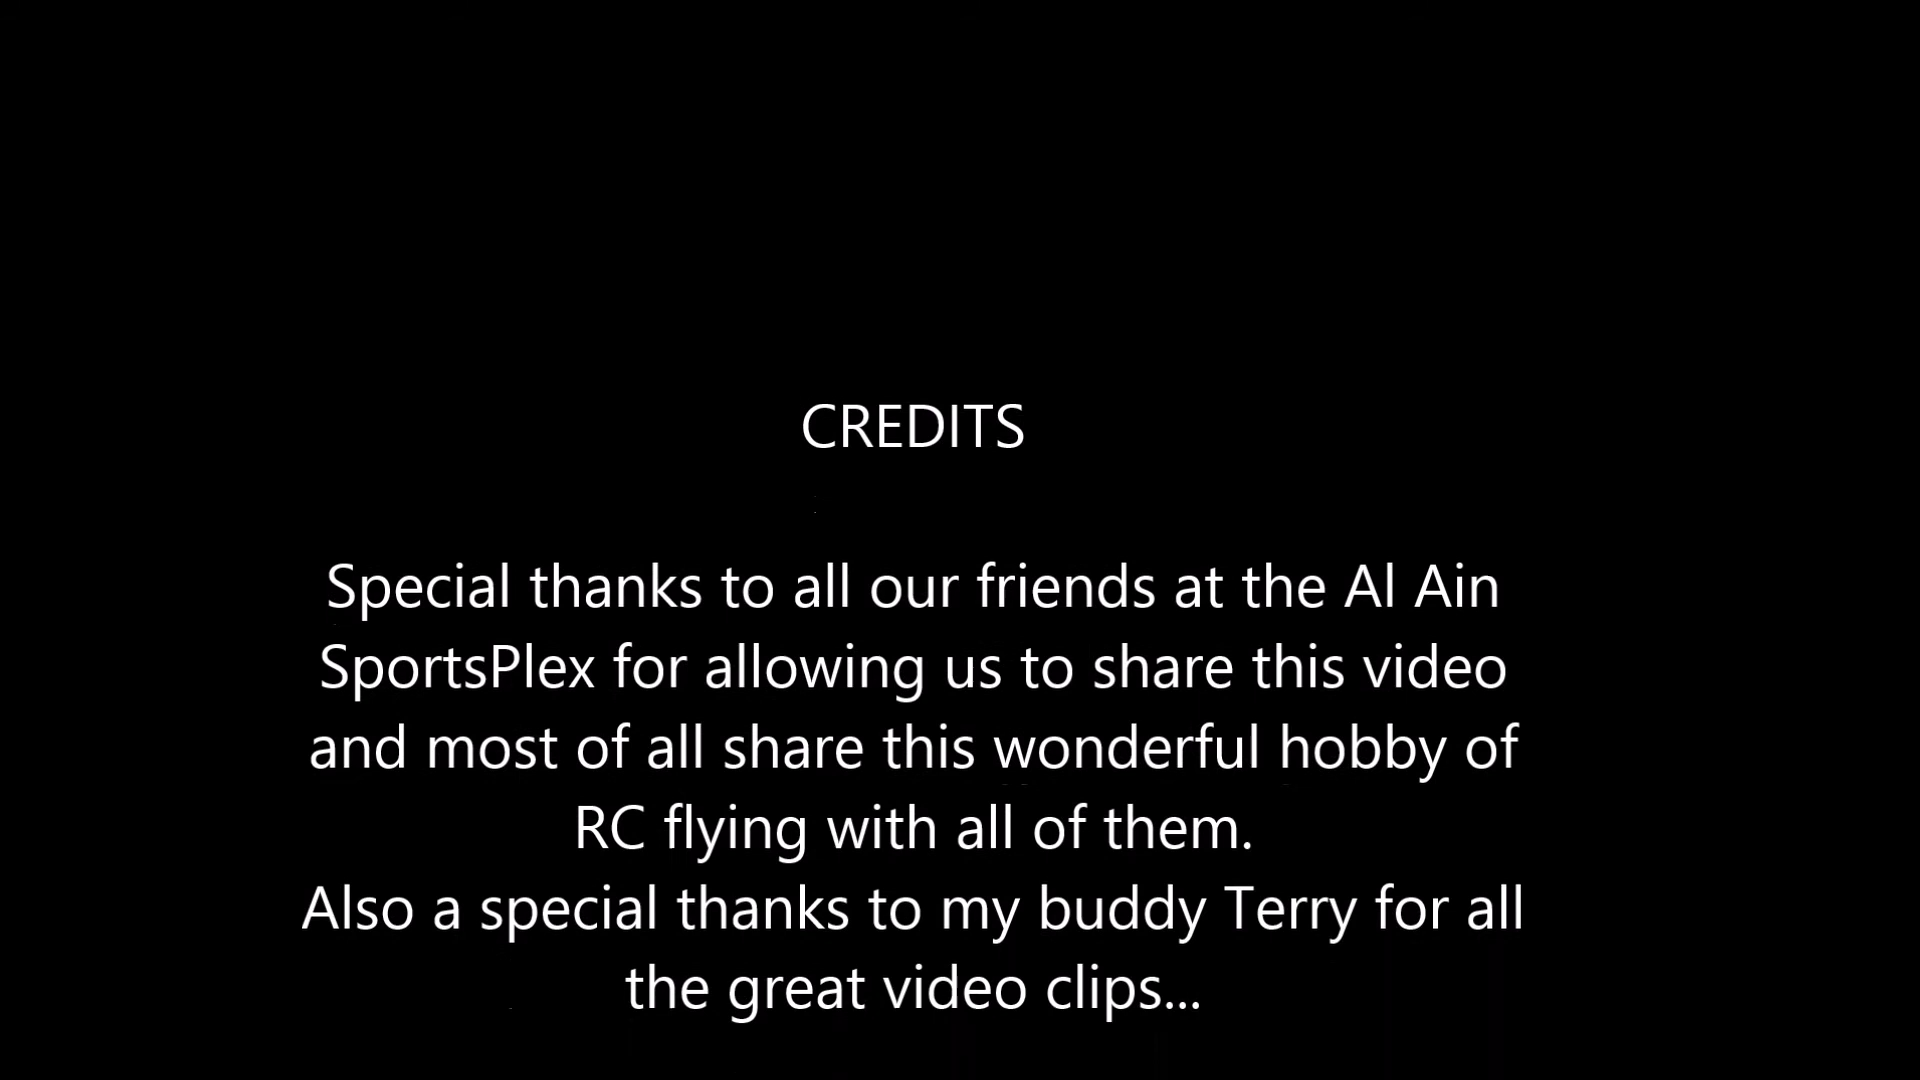 CREDITS
Special thanks to all our friends at the Al Ain
SportsPlex for allowing us to share this video
and most of all share this wonderful hobby of
RC flying with all of them.
Also a special thanks to my buddy Terry for all
the great video clips...